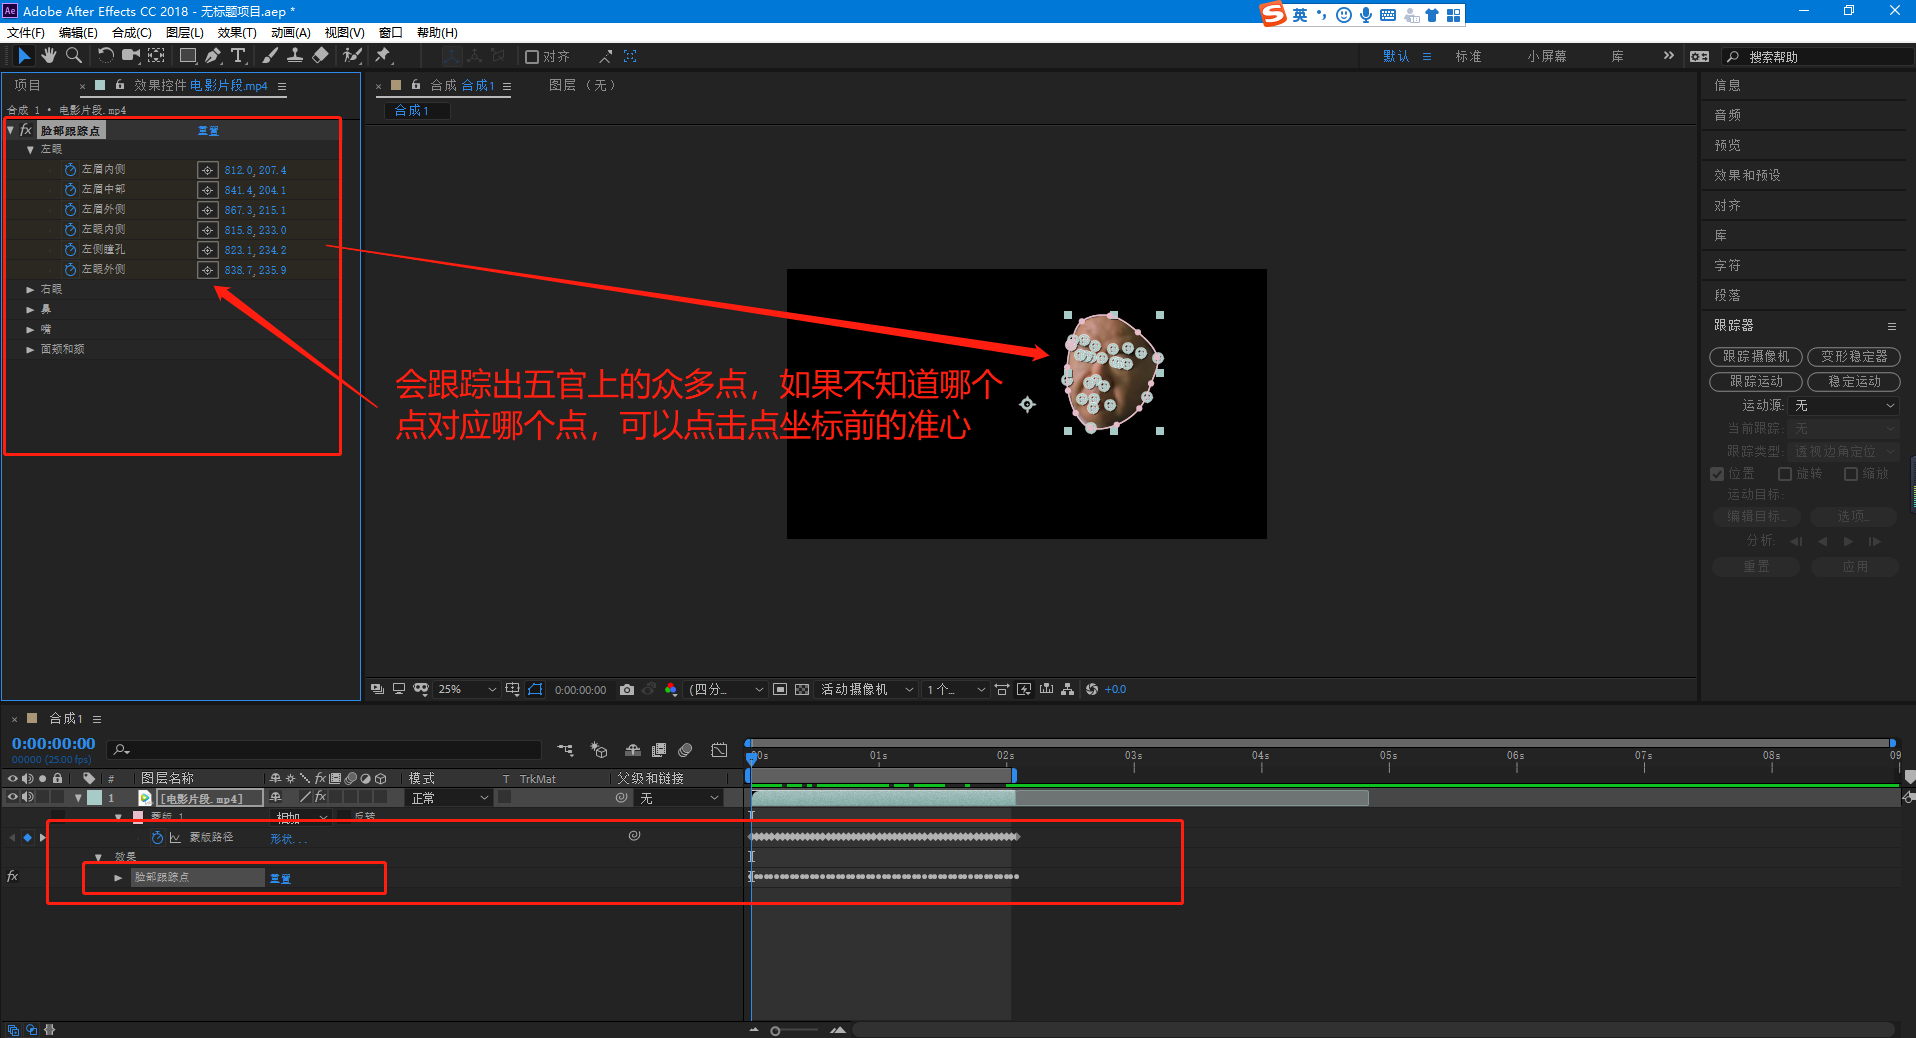 Adobe After Effects CC 2018 - 无标题项目.aep *
英
文件(F) 编辑(E) 合成(C) 图层(L) 效果(T) 动画(A) 视图(V) 窗口 帮助(H)
对齐
默认 标准 小屏幕 库 搜索帮助
项目 效果控件 电影片段.mp4
合成 1 • 电影片段.mp4
fx 脸部跟踪点 重置
左眼
左眉内侧 812.0,207.4
左眉中部 841.4,204.1
左眉外侧 867.3,215.1
左眼内侧 815.8,233.0
左侧瞳孔 823.1,234.2
左眼外侧 838.7,235.9
右眼
鼻
嘴
面颊和颏
合成 合成1 图层 (无)
合成1
会跟踪出五官上的众多点，如果不知道哪个
点对应哪个点，可以点击点坐标前的准心
25% 0:00:00:00 (四分... 活动摄像机 1个... +0.0
信息
音频
预览
效果和预设
对齐
库
字符
段落
跟踪器
跟踪摄像机 变形稳定器
跟踪运动 稳定运动
运动源: 无
当前跟踪: 无
跟踪类型: 透视边角定位
位置 旋转 缩放
运动目标:
编辑目标... 选项...
分析:
重置 应用
合成1
0:00:00:00
00000 (25.00 fps)
00s 01s 02s 03s 04s 05s 06s 07s 08s 09
# 图层名称 fx 模式 T TrkMat 父级和链接
1 [电影片段.mp4] fx 正常 无
蒙版 1 相加 反转
蒙版路径 形状...
效果
fx 脸部跟踪点 重置